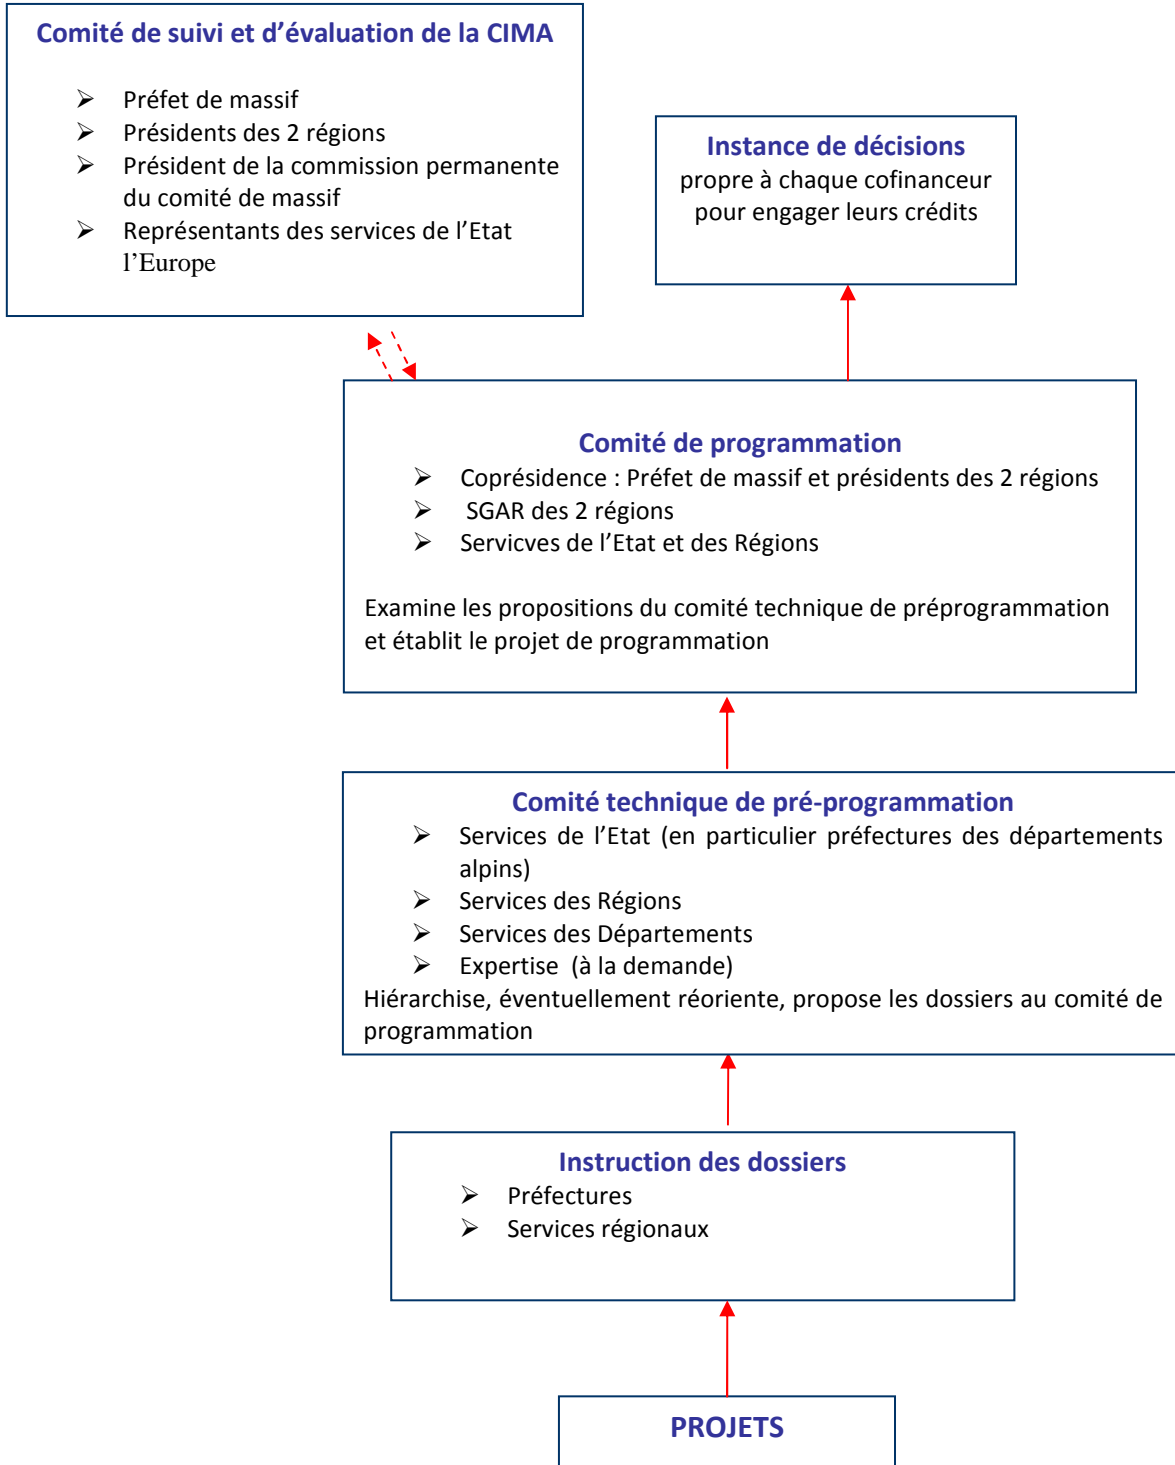 Comité de suivi et d’évaluation de la CIMA
➢ Préfet de massif
➢ Présidents des 2 régions
➢ Président de la commission permanente
du comité de massif
➢ Représentants des services de l’Etat
l’Europe
Instance de décisions
propre à chaque cofinanceur
pour engager leurs crédits
Comité de programmation
➢ Coprésidence : Préfet de massif et présidents des 2 régions
➢ SGAR des 2 régions
➢ Servicves de l’Etat et des Régions
Examine les propositions du comité technique de préprogrammation
et établit le projet de programmation
Comité technique de pré-programmation
➢ Services de l’Etat (en particulier préfectures des départements
alpins)
➢ Services des Régions
➢ Services des Départements
➢ Expertise (à la demande)
Hiérarchise, éventuellement réoriente, propose les dossiers au comité de
programmation
Instruction des dossiers
➢ Préfectures
➢ Services régionaux
PROJETS